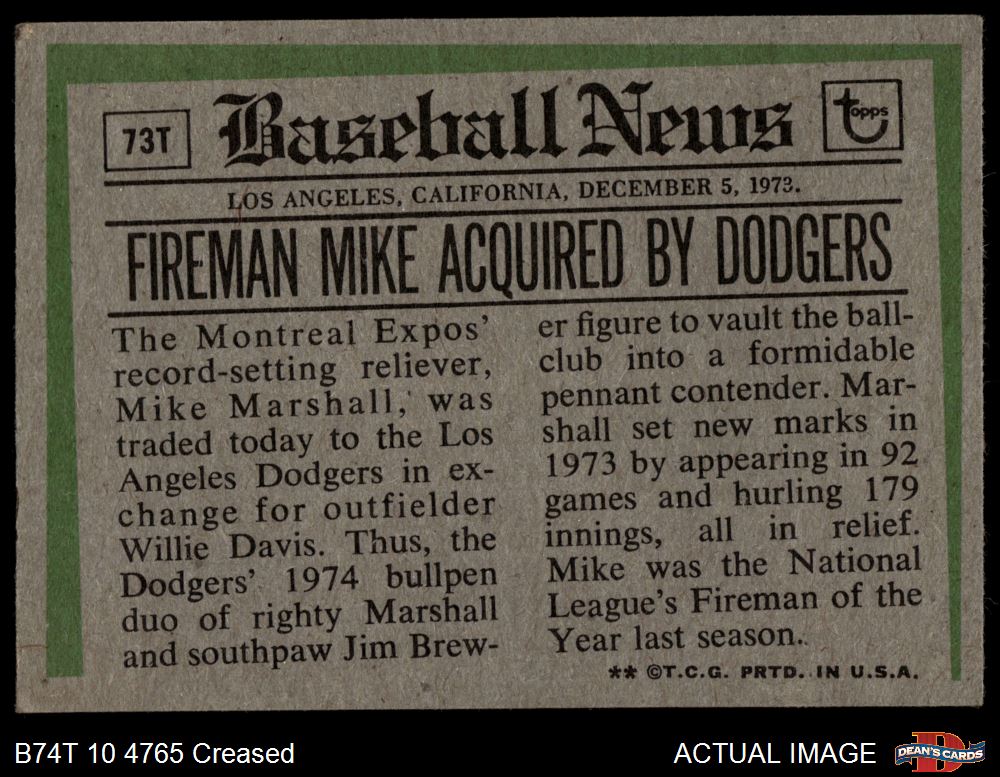 73T
Baseball News
topps
LOS ANGELES, CALIFORNIA, DECEMBER 5, 1973.
FIREMAN MIKE ACQUIRED BY DODGERS
The Montreal Expos'
record-setting reliever,
Mike Marshall, was
traded today to the Los
Angeles Dodgers in ex-
change for outfielder
Willie Davis. Thus, the
Dodgers' 1974 bullpen
duo of righty Marshall
and southpaw Jim Brew-
er figure to vault the ball-
club into a formidable
pennant contender. Mar-
shall set new marks in
1973 by appearing in 92
games and hurling 179
innings, all in relief.
Mike was the National
League's Fireman of the
Year last season.
** ©T.C.G. PRTD. IN U.S.A.
B74T 10 4765 Creased
ACTUAL IMAGE
DEAN'S CARDS